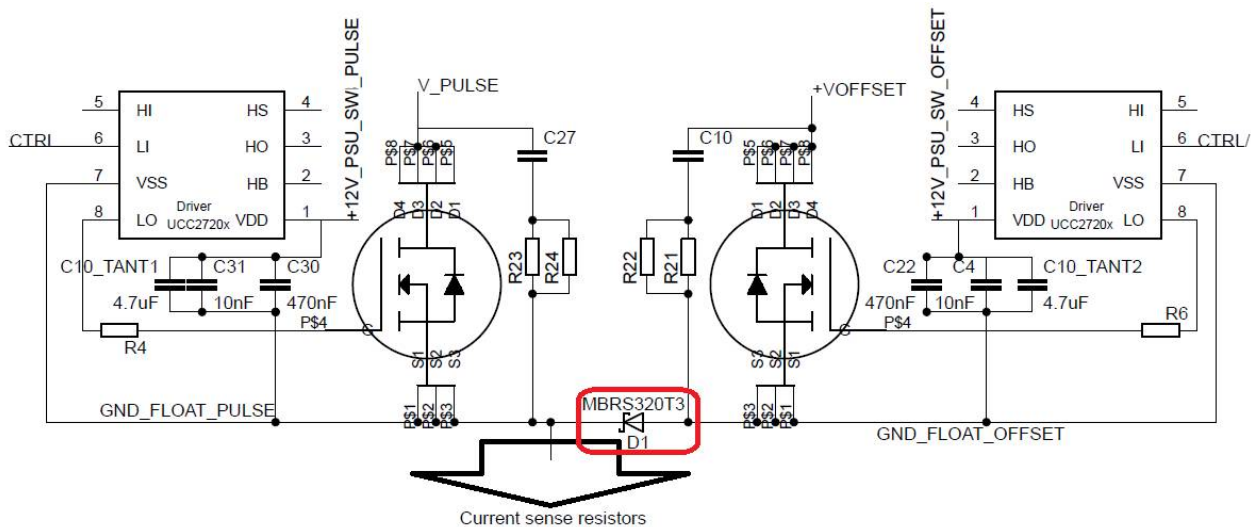 +12V_PSU_SWI_PULSE
V_PULSE
+VOFFSET
+12V_PSU_SW_OFFSET
5 HI HS 4
CTRL 6 LI HO 3
7 VSS HB 2
Driver
UCC2720x
8 LO VDD 1
P$8 P$7 P$6 P$5
C27
C10
P$5 P$6 P$7 P$8
4 HS HI 5
3 HO LI 6 CTRL/
2 HB VSS 7
Driver
UCC2720x
1 VDD LO 8
D4 D3 D2 D1
D1 D2 D3 D4
R23 R24
R22 R21
C10_TANT1 C31 C30
4.7uF 10nF 470nF
C22 C4 C10_TANT2
470nF 10nF 4.7uF
R4
P$4 G
G P$4
R6
S1 S2 S3
S3 S2 S1
GND_FLOAT_PULSE
P$1 P$2 P$3
MBRS320T3
D1
P$3 P$2 P$1
GND_FLOAT_OFFSET
Current sense resistors